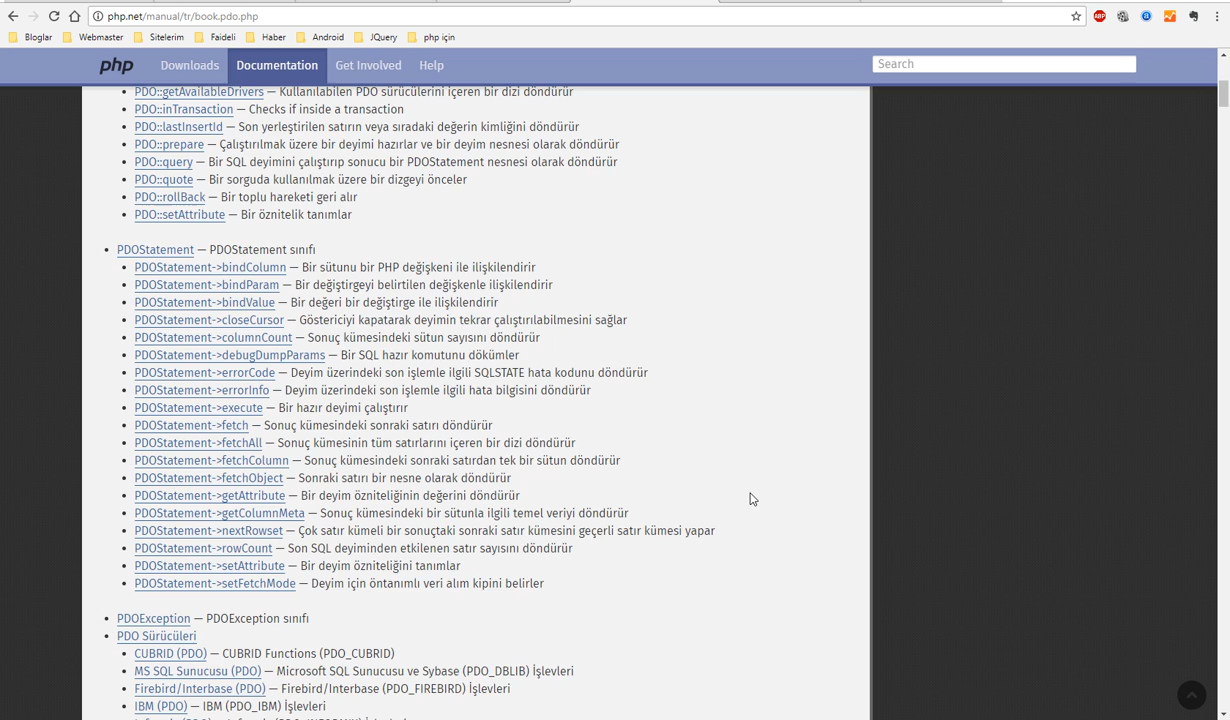 php.net/manual/tr/book.pdo.php
ABP
Bloglar Webmaster Sitelerim Faideli Haber Android JQuery php için
php Downloads Documentation Get Involved Help Search
PDO::getAvailableDrivers — Kullanılabilen PDO sürücülerini içeren bir dizi döndürür
PDO::inTransaction — Checks if inside a transaction
PDO::lastInsertId — Son yerleştirilen satırın veya sıradaki değerin kimliğini döndürür
PDO::prepare — Çalıştırılmak üzere bir deyimi hazırlar ve bir deyim nesnesi olarak döndürür
PDO::query — Bir SQL deyimini çalıştırıp sonucu bir PDOStatement nesnesi olarak döndürür
PDO::quote — Bir sorguda kullanılmak üzere bir dizgeyi önceler
PDO::rollBack — Bir toplu hareketi geri alır
PDO::setAttribute — Bir öznitelik tanımlar
PDOStatement — PDOStatement sınıfı
PDOStatement->bindColumn — Bir sütunu bir PHP değişkeni ile ilişkilendirir
PDOStatement->bindParam — Bir değiştirgeyi belirtilen değişkenle ilişkilendirir
PDOStatement->bindValue — Bir değeri bir değiştirge ile ilişkilendirir
PDOStatement->closeCursor — Göstericiyi kapatarak deyimin tekrar çalıştırılabilmesini sağlar
PDOStatement->columnCount — Sonuç kümesindeki sütun sayısını döndürür
PDOStatement->debugDumpParams — Bir SQL hazır komutunu dökümler
PDOStatement->errorCode — Deyim üzerindeki son işlemle ilgili SQLSTATE hata kodunu döndürür
PDOStatement->errorInfo — Deyim üzerindeki son işlemle ilgili hata bilgisini döndürür
PDOStatement->execute — Bir hazır deyimi çalıştırır
PDOStatement->fetch — Sonuç kümesindeki sonraki satırı döndürür
PDOStatement->fetchAll — Sonuç kümesinin tüm satırlarını içeren bir dizi döndürür
PDOStatement->fetchColumn — Sonuç kümesindeki sonraki satırdan tek bir sütun döndürür
PDOStatement->fetchObject — Sonraki satırı bir nesne olarak döndürür
PDOStatement->getAttribute — Bir deyim özniteliğinin değerini döndürür
PDOStatement->getColumnMeta — Sonuç kümesindeki bir sütunla ilgili temel veriyi döndürür
PDOStatement->nextRowset — Çok satır kümeli bir sonuçtaki sonraki satır kümesini geçerli satır kümesi yapar
PDOStatement->rowCount — Son SQL deyiminden etkilenen satır sayısını döndürür
PDOStatement->setAttribute — Bir deyim özniteliğini tanımlar
PDOStatement->setFetchMode — Deyim için öntanımlı veri alım kipini belirler
PDOException — PDOException sınıfı
PDO Sürücüleri
CUBRID (PDO) — CUBRID Functions (PDO_CUBRID)
MS SQL Sunucusu (PDO) — Microsoft SQL Sunucusu ve Sybase (PDO_DBLIB) İşlevleri
Firebird/Interbase (PDO) — Firebird/Interbase (PDO_FIREBIRD) İşlevleri
IBM (PDO) — IBM (PDO_IBM) İşlevleri